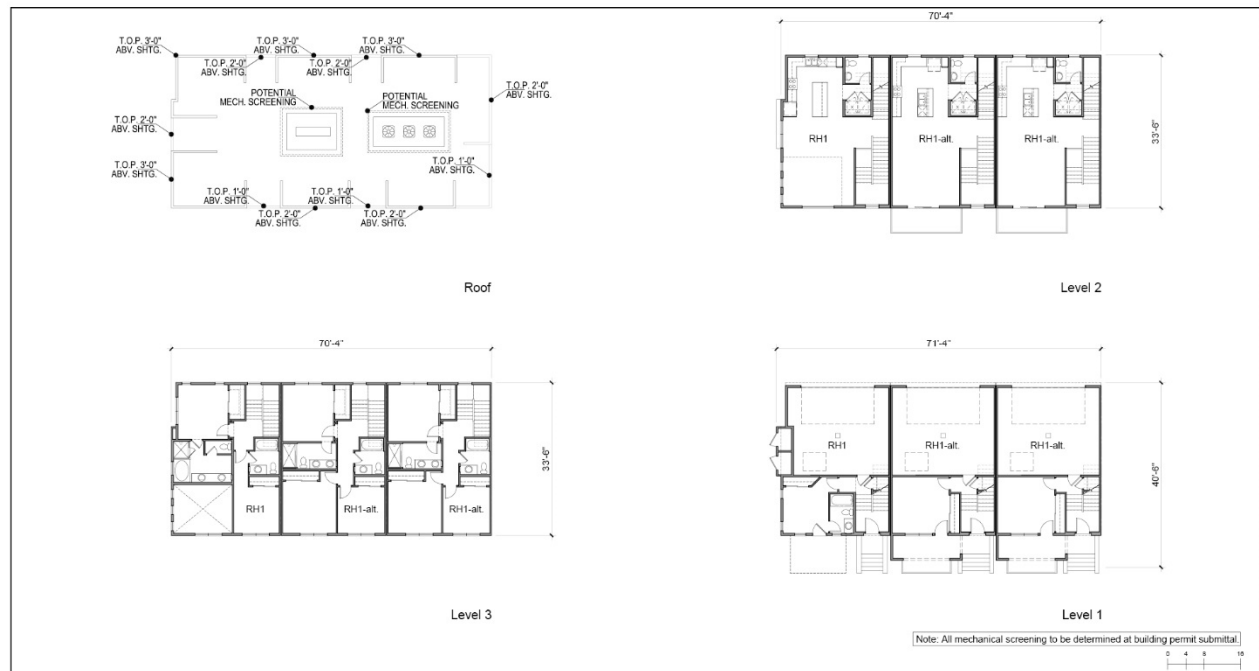 T.O.P. 3'-0"
ABV. SHTG.
T.O.P. 3'-0"
ABV. SHTG.
T.O.P. 3'-0"
ABV. SHTG.
T.O.P. 2'-0"
ABV. SHTG.
T.O.P. 2'-0"
ABV. SHTG.
T.O.P. 2'-0"
ABV. SHTG.
POTENTIAL
MECH. SCREENING
POTENTIAL
MECH. SCREENING
T.O.P. 2'-0"
ABV. SHTG.
T.O.P. 3'-0"
ABV. SHTG.
T.O.P. 1'-0"
ABV. SHTG.
T.O.P. 1'-0"
ABV. SHTG.
T.O.P. 1'-0"
ABV. SHTG.
T.O.P. 2'-0"
ABV. SHTG.
T.O.P. 2'-0"
ABV. SHTG.
Roof
70'-4"
33'-6"
RH1
RH1-alt.
RH1-alt.
Level 2
70'-4"
33'-6"
RH1
RH1-alt.
RH1-alt.
Level 3
71'-4"
40'-6"
RH1
RH1-alt.
RH1-alt.
Level 1
Note: All mechanical screening to be determined at building permit submittal.
0 4 8 16